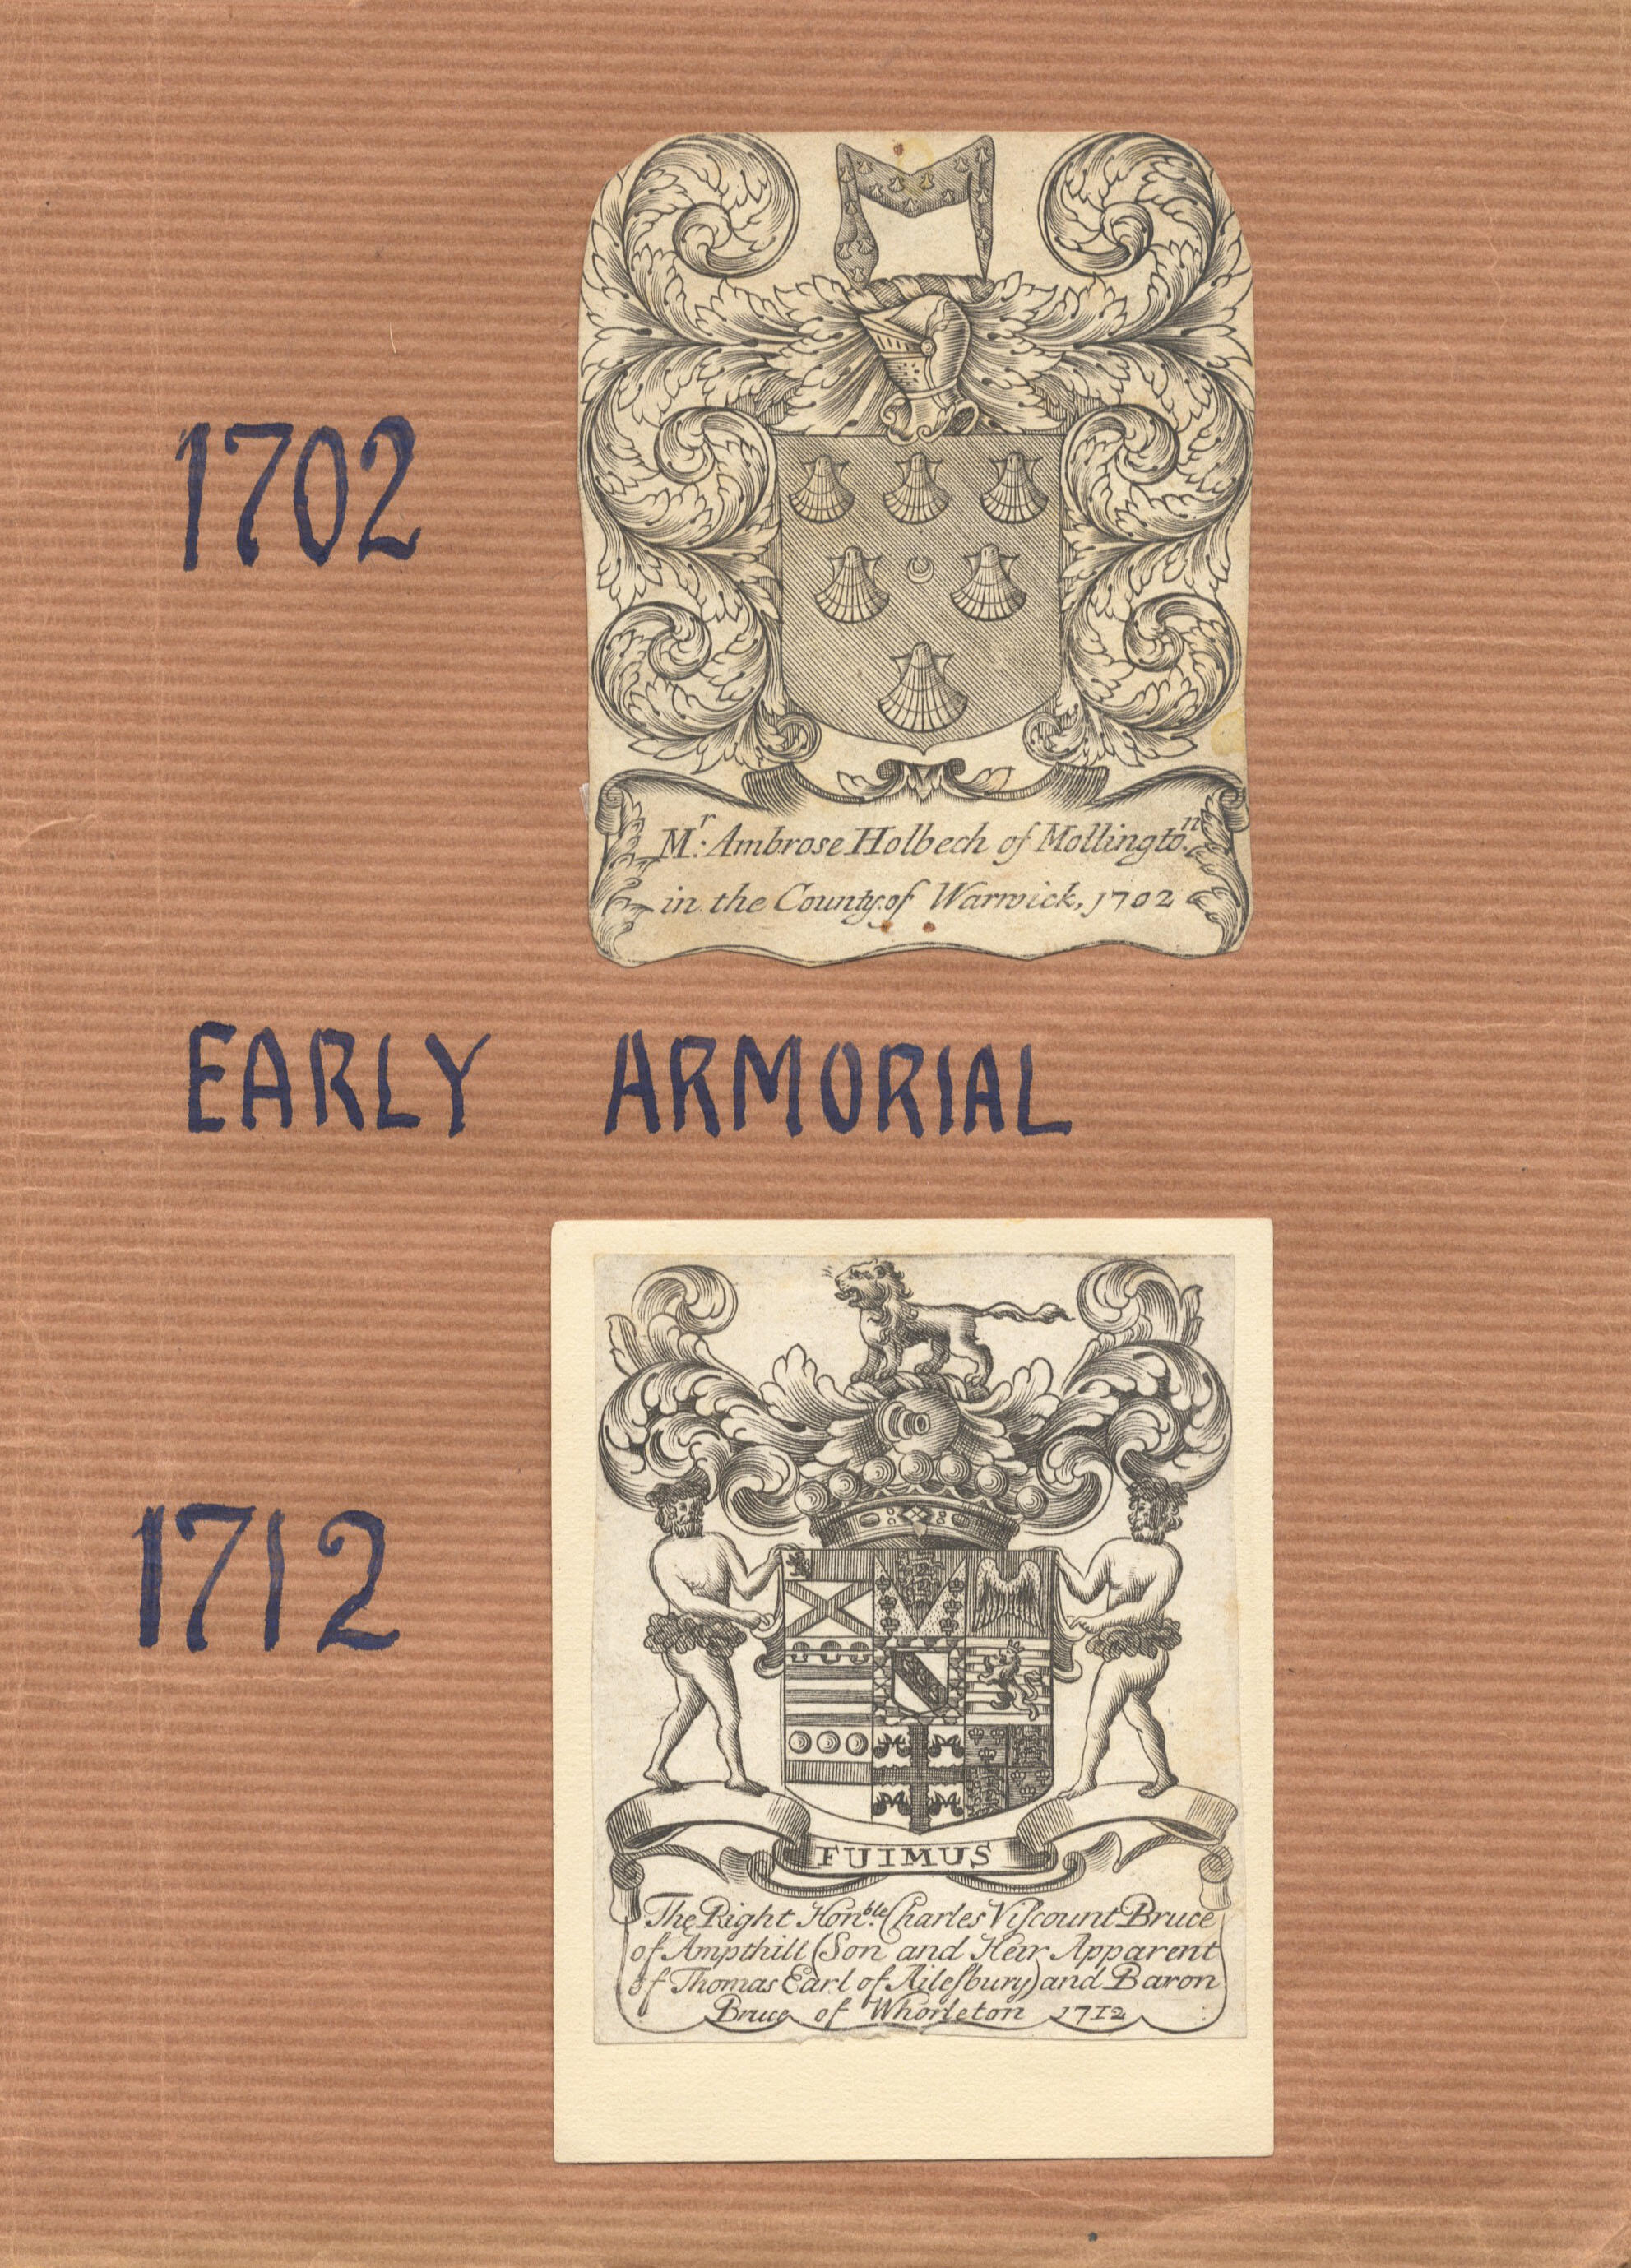 1702
Mr. Ambrose Holbech of Mollington.
in the County of Warwick, 1702
EARLY ARMORIAL
1712
FUIMUS
The Right Honble. Charles Viſcount Bruce
of Ampthill (Son and Heir Apparent
of Thomas Earl of Aileſbury) and Baron
Bruce of Whorleton 1712